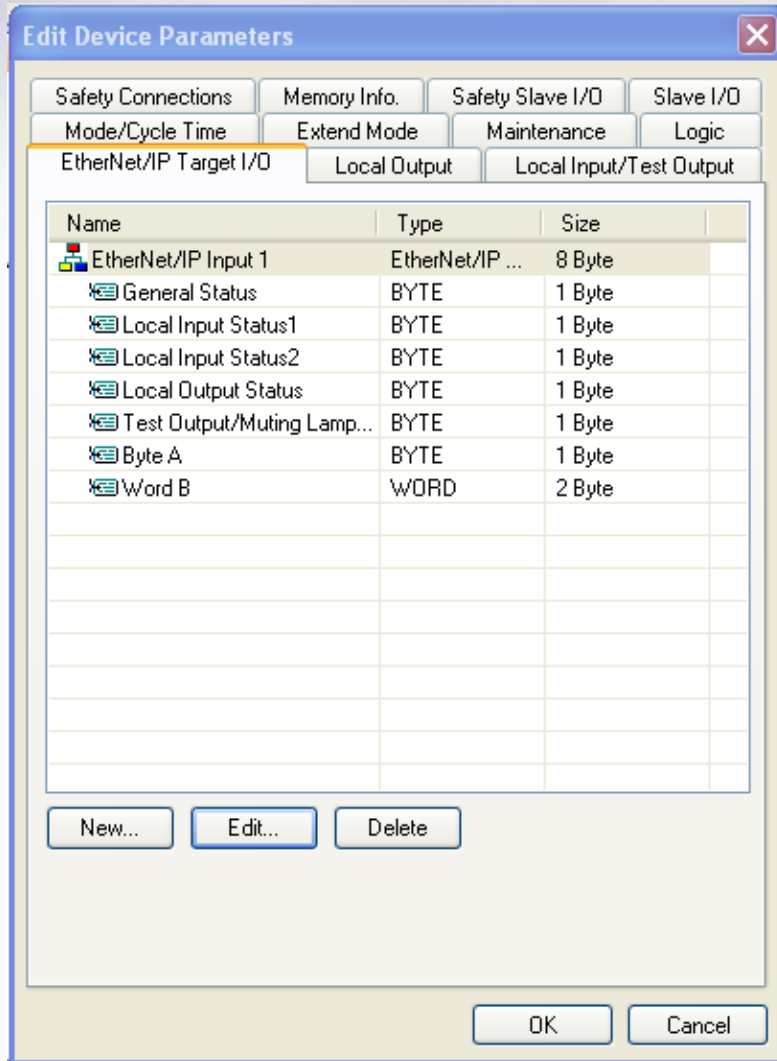 Edit Device Parameters
Safety Connections Memory Info. Safety Slave I/O Slave I/O
Mode/Cycle Time Extend Mode Maintenance Logic
EtherNet/IP Target I/O Local Output Local Input/Test Output
Name Type Size
EtherNet/IP Input 1 EtherNet/IP ... 8 Byte
General Status BYTE 1 Byte
Local Input Status1 BYTE 1 Byte
Local Input Status2 BYTE 1 Byte
Local Output Status BYTE 1 Byte
Test Output/Muting Lamp... BYTE 1 Byte
Byte A BYTE 1 Byte
Word B WORD 2 Byte
New... Edit... Delete
OK Cancel